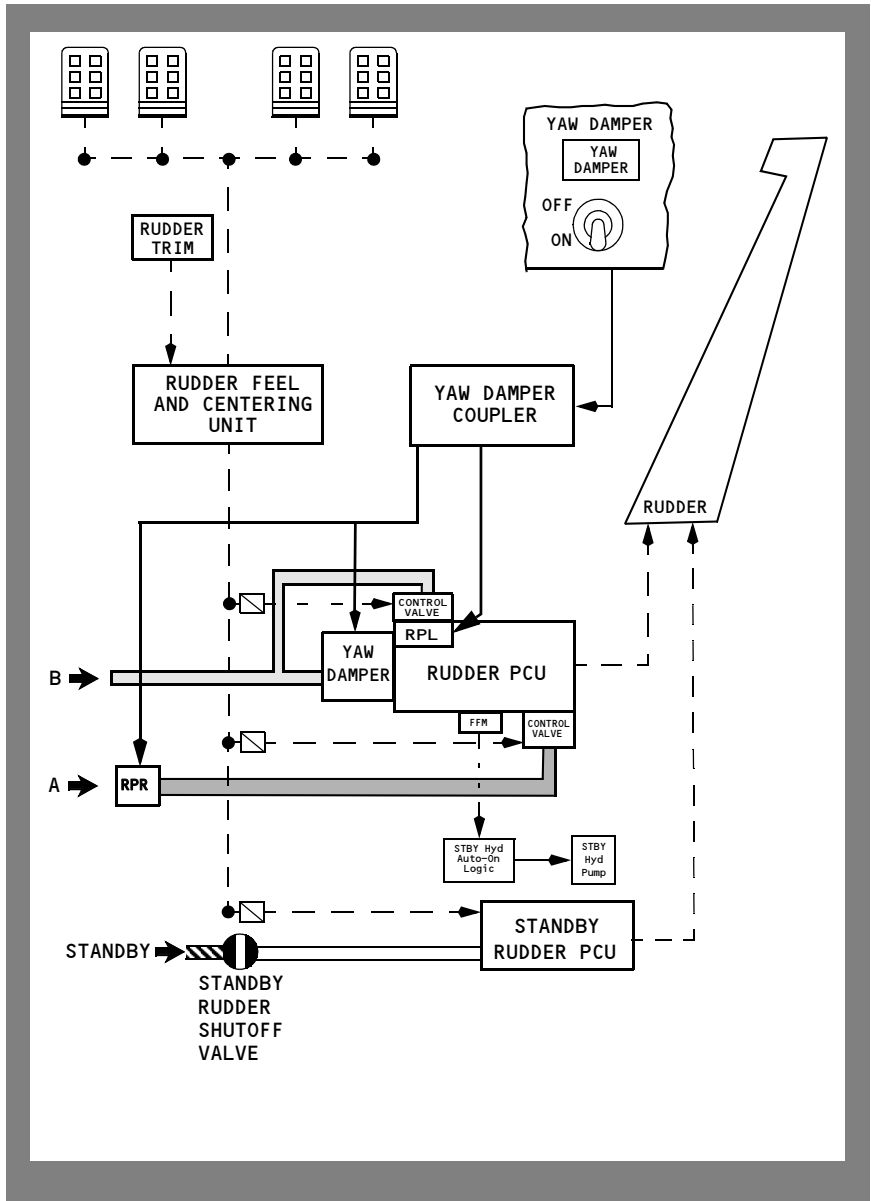 YAW DAMPER
YAW
DAMPER
OFF
ON
RUDDER
TRIM
RUDDER FEEL
AND CENTERING
UNIT
YAW DAMPER
COUPLER
RUDDER
CONTROL
VALVE
RPL
YAW
DAMPER
RUDDER PCU
B
FFM
CONTROL
VALVE
A
RPR
STBY Hyd
Auto-On
Logic
STBY
Hyd
Pump
STANDBY
RUDDER PCU
STANDBY
STANDBY
RUDDER
SHUTOFF
VALVE